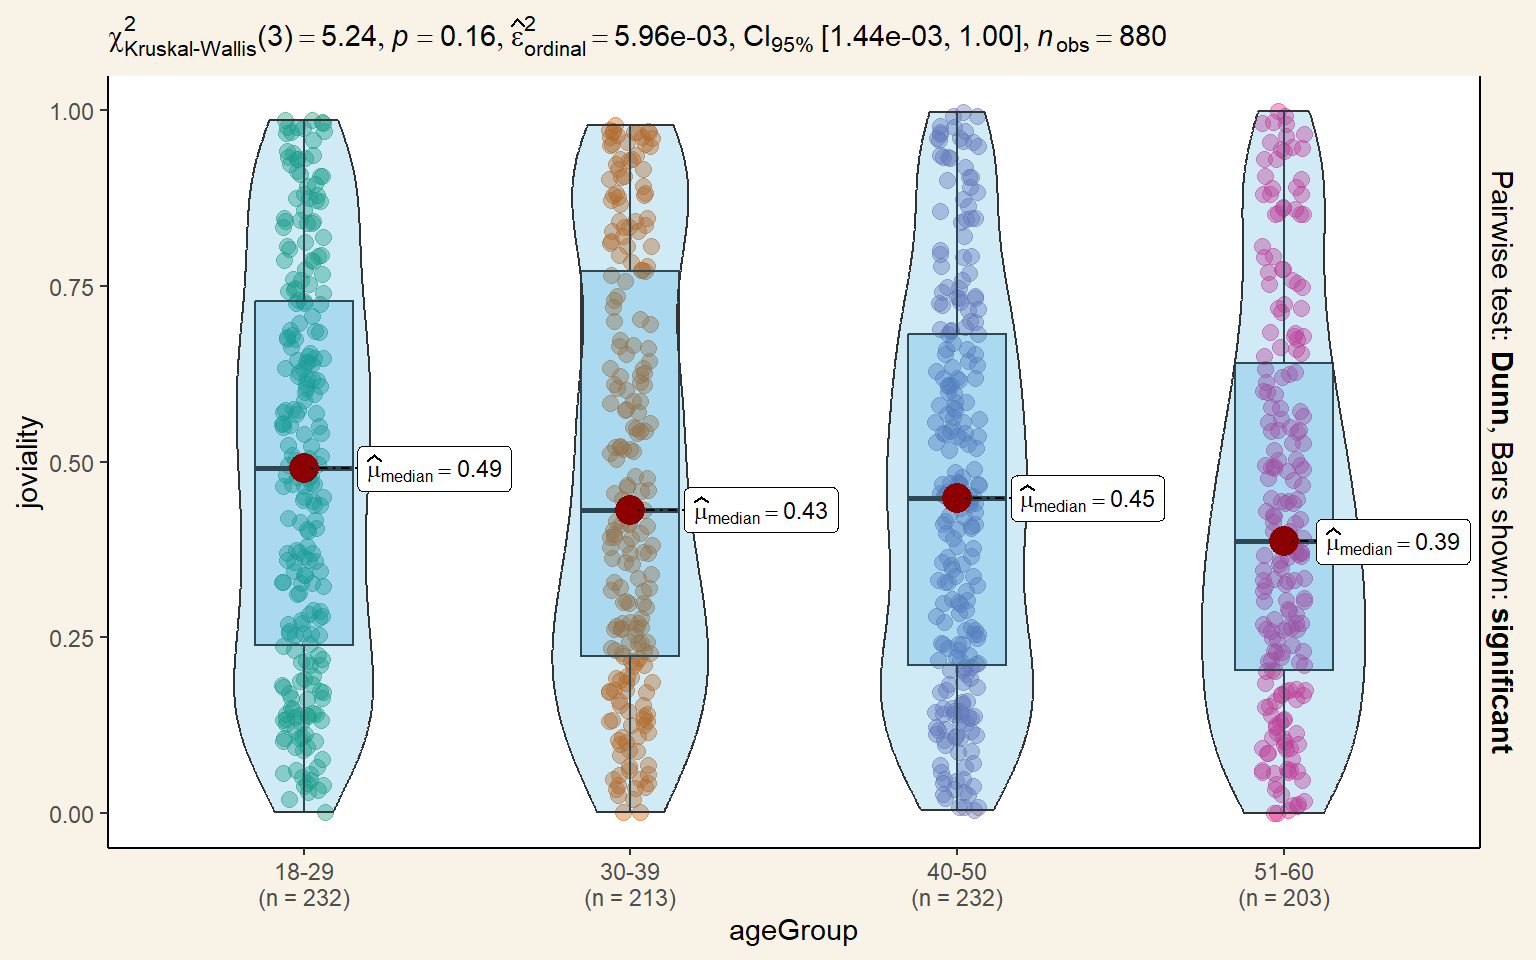 χ²Kruskal-Wallis(3) = 5.24, p = 0.16, ε̂²ordinal = 5.96e-03, CI95% [1.44e-03, 1.00], nobs = 880
1.00
0.75
0.50
0.25
0.00
joviality
μ̂median = 0.49
μ̂median = 0.43
μ̂median = 0.45
μ̂median = 0.39
Pairwise test: Dunn, Bars shown: significant
18-29
(n = 232)
30-39
(n = 213)
40-50
(n = 232)
51-60
(n = 203)
ageGroup